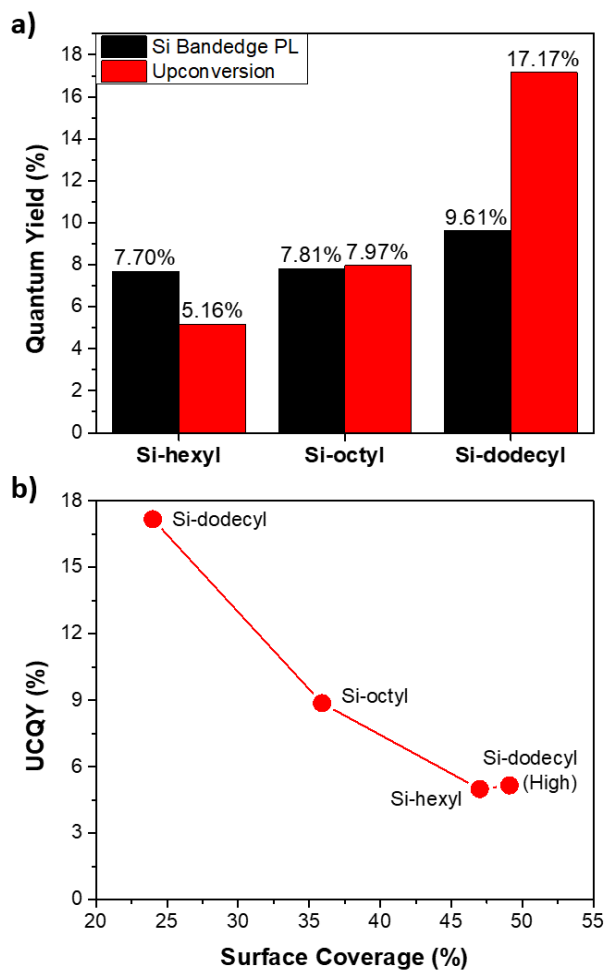 a)
Si Bandedge PL
Upconversion
Quantum Yield (%)
18
16
14
12
10
8
6
4
2
0
7.70%
5.16%
7.81%
7.97%
9.61%
17.17%
Si-hexyl
Si-octyl
Si-dodecyl
b)
UCQY (%)
18
15
12
9
6
3
0
Si-dodecyl
Si-octyl
Si-hexyl
Si-dodecyl
(High)
20
25
30
35
40
45
50
55
Surface Coverage (%)